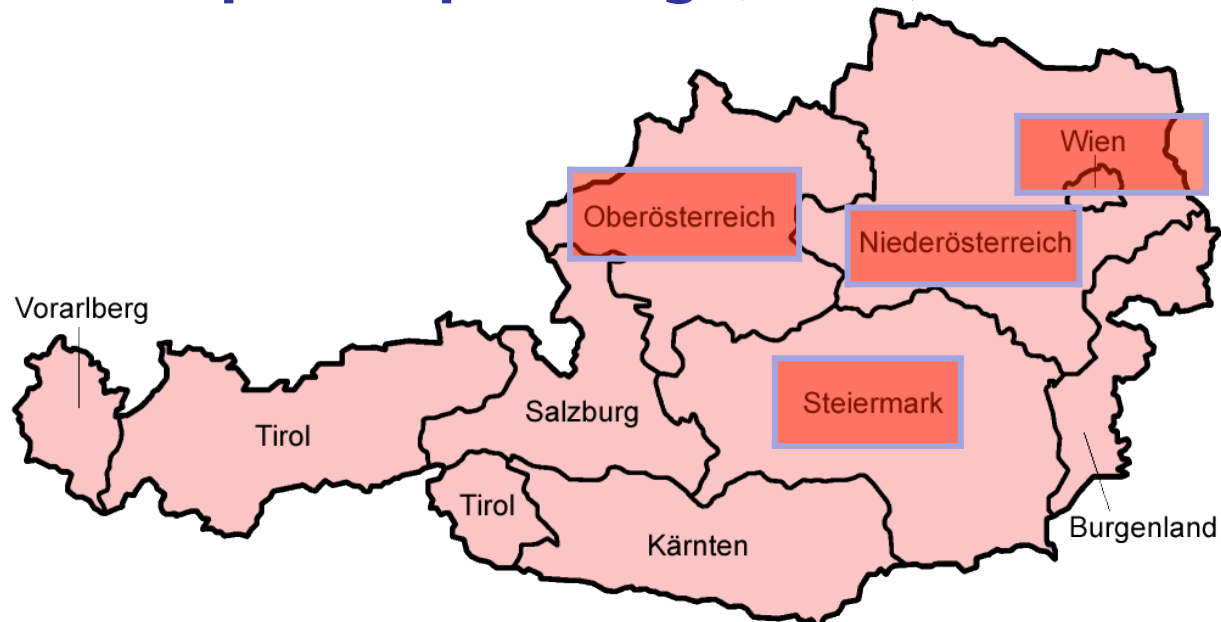 Wien
Oberösterreich
Niederösterreich
Vorarlberg
Steiermark
Salzburg
Tirol
Tirol
Kärnten
Burgenland